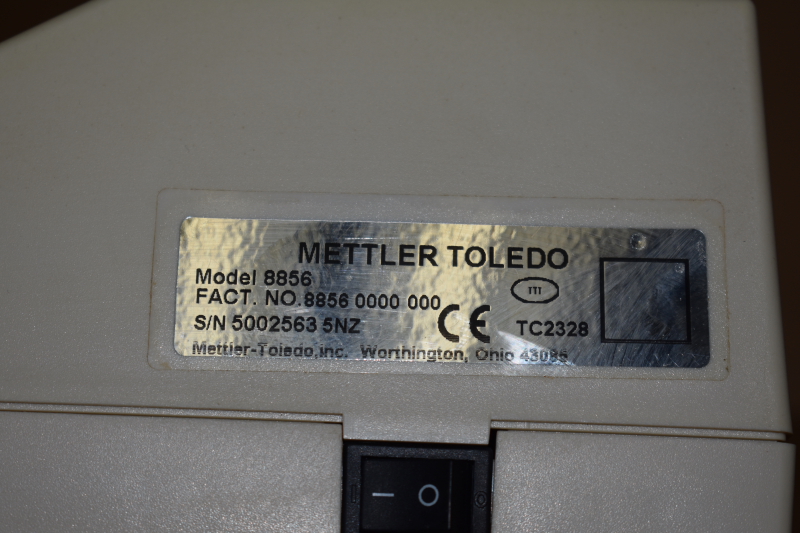 METTLER TOLEDO
Model 8856
FACT. NO.8856 0000 000
TTI
S/N 5002563 5NZ
CE
TC2328
Mettler-Toledo,Inc. Worthington, Ohio 43085